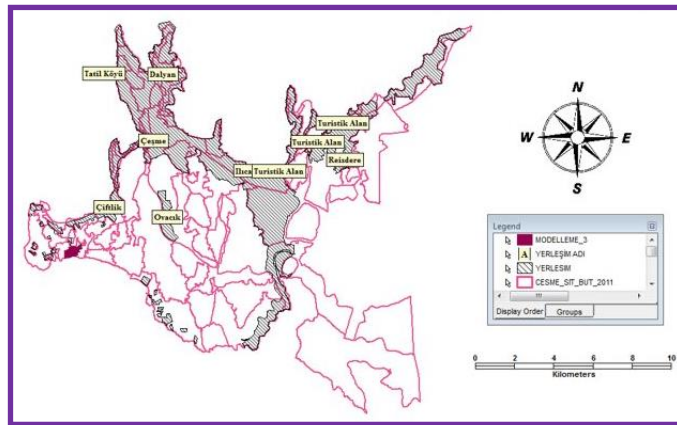 Tatil Köyü
Dalyan
Turistik Alan
Çeşme
Turistik Alan
Reisdere
Ilıca
Turistik Alan
Çiftlik
Ovacık
N
W
E
S
Legend
MODELLEME_3
A YERLEŞİM ADI
YERLESIM
CESME_SIT_BUT_2011
Display Order
Groups
0 2 4 6 8 10
Kilometers